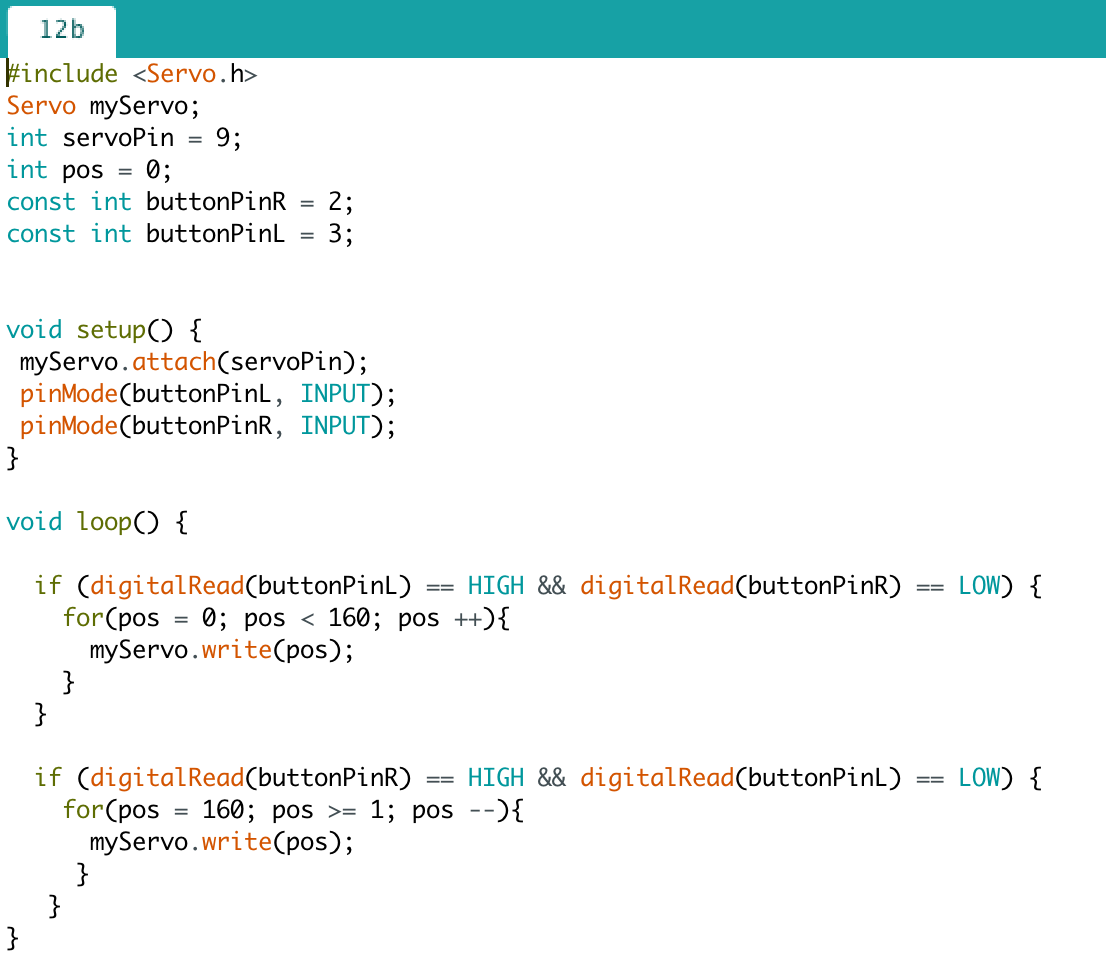 12b
#include <Servo.h>
Servo myServo;
int servoPin = 9;
int pos = 0;
const int buttonPinR = 2;
const int buttonPinL = 3;
void setup() {
 myServo.attach(servoPin);
 pinMode(buttonPinL, INPUT);
 pinMode(buttonPinR, INPUT);
}
void loop() {
  if (digitalRead(buttonPinL) == HIGH && digitalRead(buttonPinR) == LOW) {
    for(pos = 0; pos < 160; pos ++){
      myServo.write(pos);
    }
  }
  if (digitalRead(buttonPinR) == HIGH && digitalRead(buttonPinL) == LOW) {
    for(pos = 160; pos >= 1; pos --){
      myServo.write(pos);
     }
   }
}